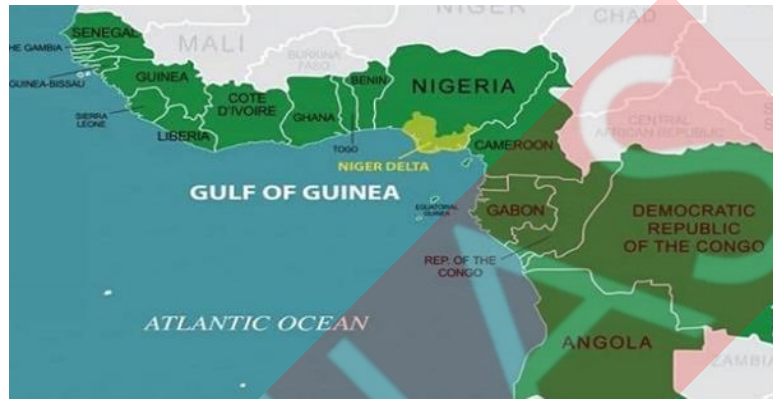 NIGER
CHAD
SENEGAL
MALI
THE GAMBIA
BURKINA
FASO
BENIN
GUINEA-BISSAU
GUINEA
NIGERIA
COTE
D'IVOIRE
GHANA
SIERRA
LEONE
CENTRAL
AFRICAN REPUBLIC
LIBERIA
TOGO
CAMEROON
NIGER DELTA
GULF OF GUINEA
EQUATORIAL
GUINEA
GABON
DEMOCRATIC
REPUBLIC
OF THE CONGO
REP. OF THE
CONGO
ATLANTIC OCEAN
ANGOLA
ZAMBIA